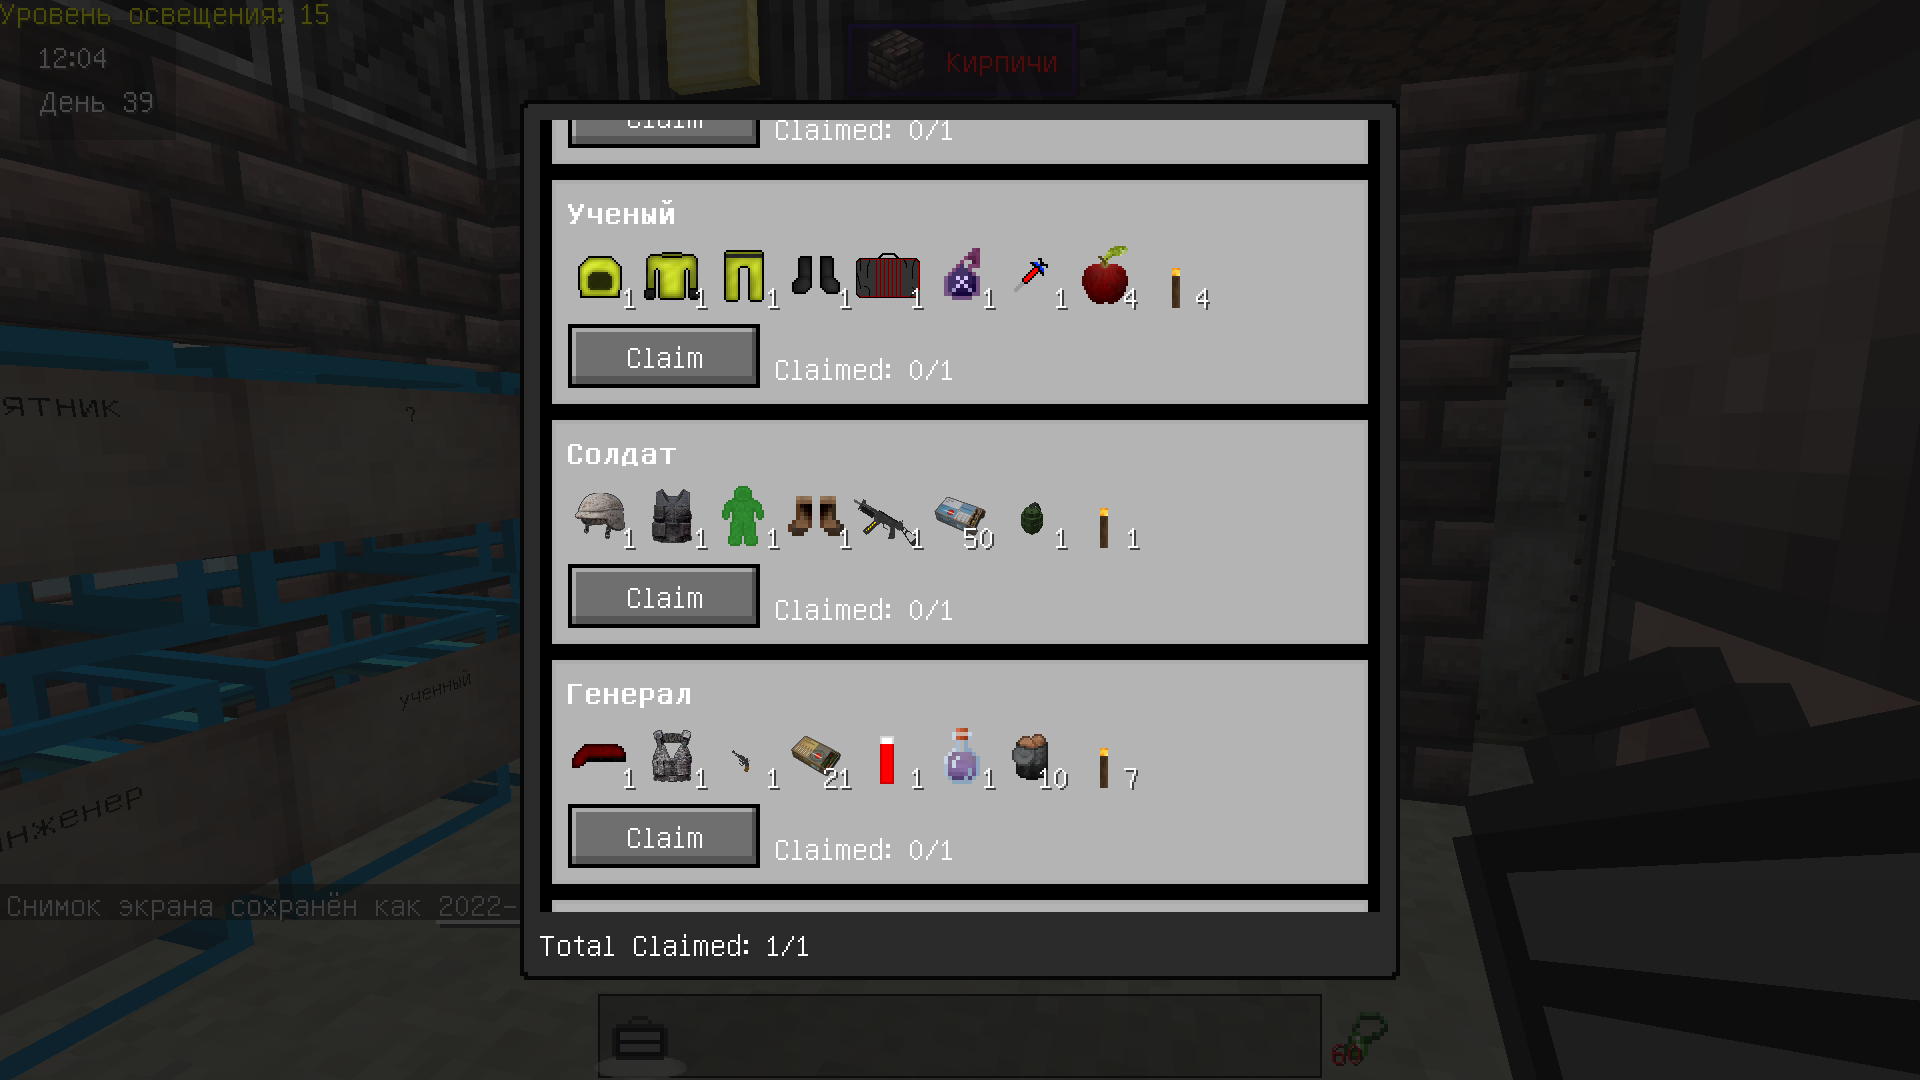 Уровень освещения: 15
12:04
День 39
Кирпичи
Claim
Claimed: 0/1
Ученый
1 1 1 1 1 1 1 4 4
Claim
Claimed: 0/1
Солдат
1 1 1 1 1 50 1 1
Claim
Claimed: 0/1
Генерал
1 1 1 21 1 1 10 7
Claim
Claimed: 0/1
Total Claimed: 1/1
ятник
?
ученный
нженер
Снимок экрана сохранён как 2022-
60